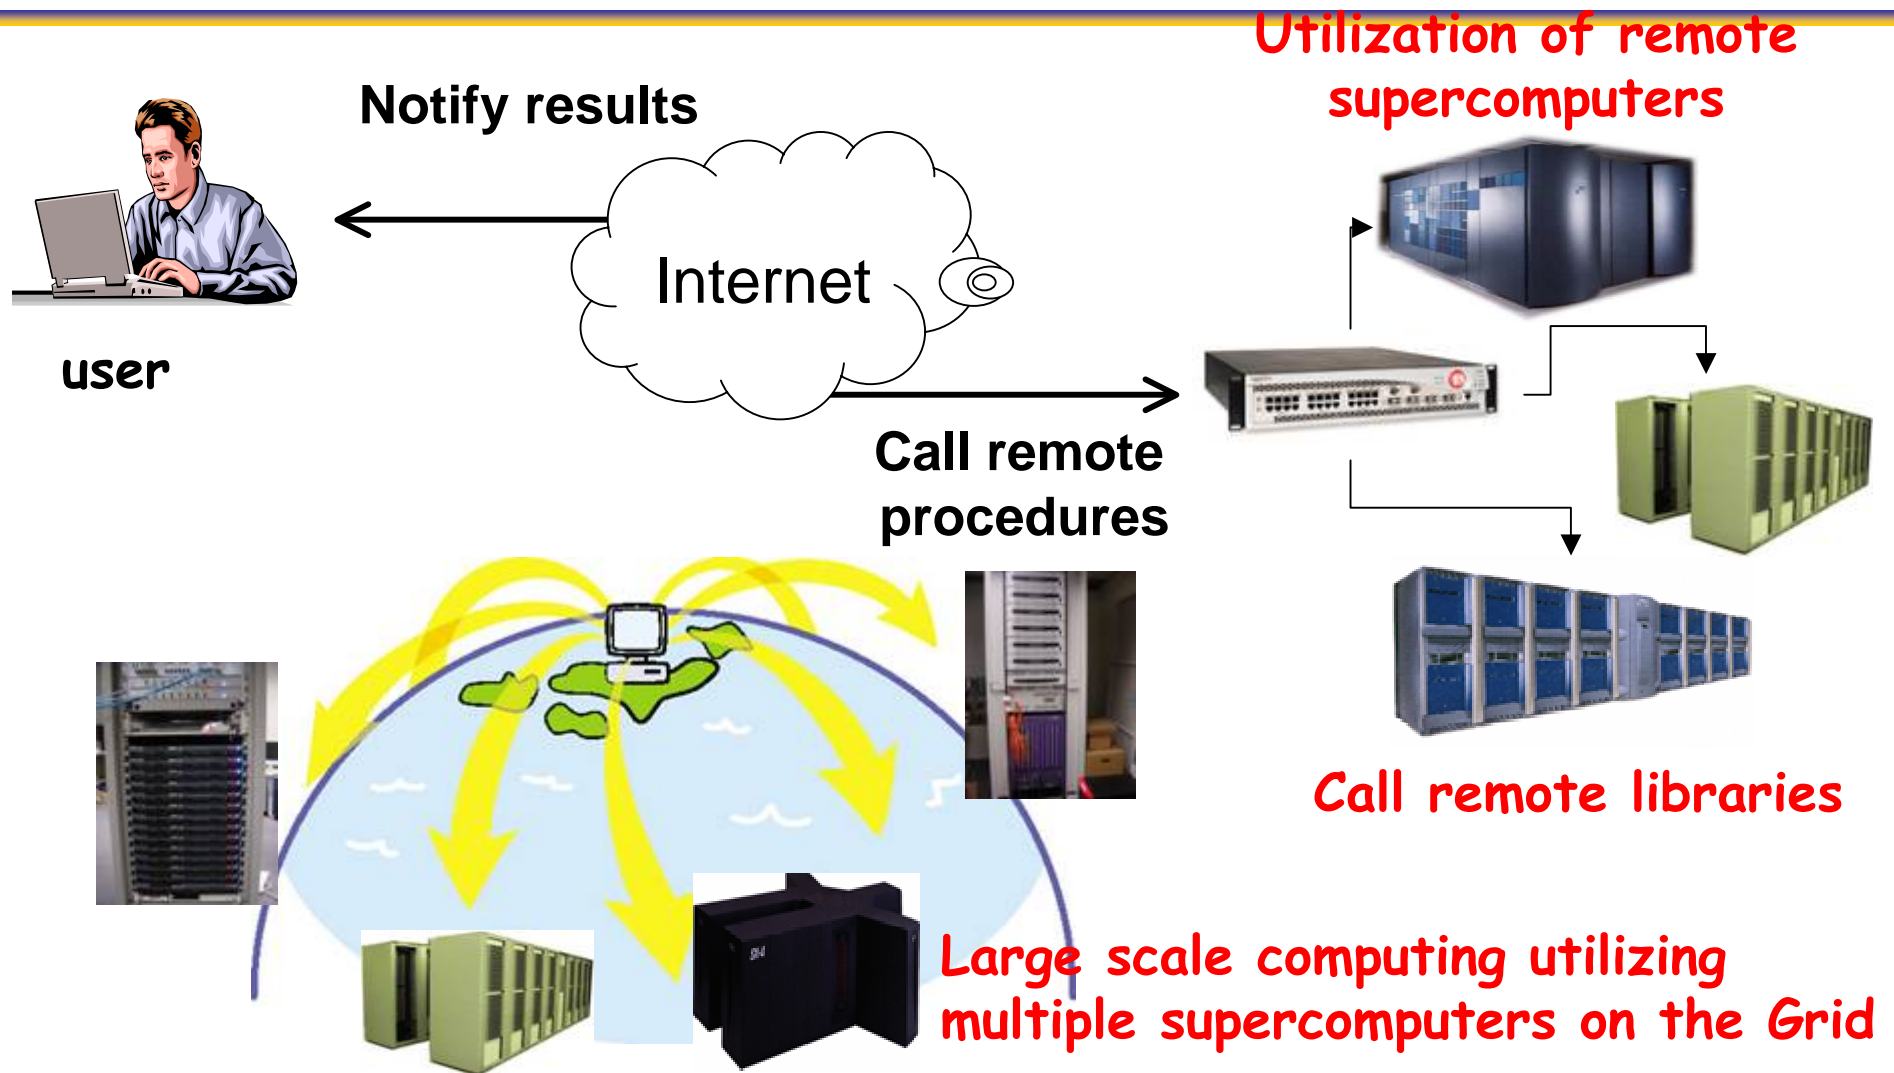 Utilization of remote
supercomputers
Notify results
Internet
user
Call remote
procedures
Call remote libraries
Large scale computing utilizing
multiple supercomputers on the Grid